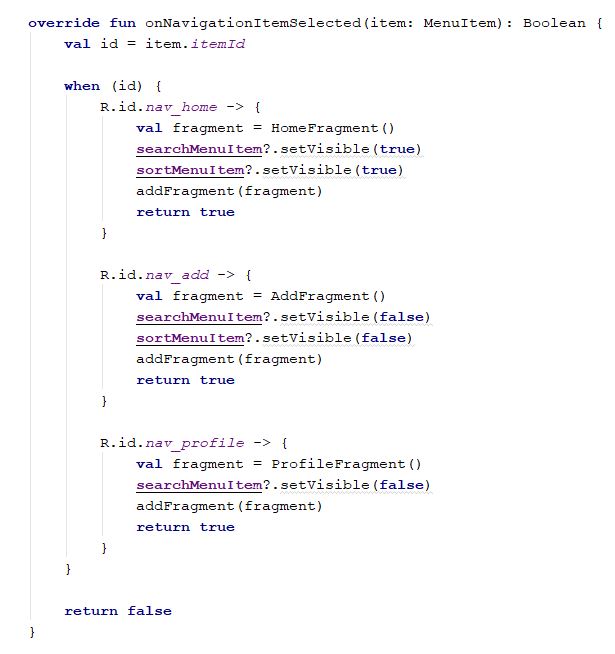 override fun onNavigationItemSelected(item: MenuItem): Boolean {
    val id = item.itemId

    when (id) {
        R.id.nav_home -> {
            val fragment = HomeFragment()
            searchMenuItem?.setVisible(true)
            sortMenuItem?.setVisible(true)
            addFragment(fragment)
            return true
        }

        R.id.nav_add -> {
            val fragment = AddFragment()
            searchMenuItem?.setVisible(false)
            sortMenuItem?.setVisible(false)
            addFragment(fragment)
            return true
        }

        R.id.nav_profile -> {
            val fragment = ProfileFragment()
            searchMenuItem?.setVisible(false)
            addFragment(fragment)
            return true
        }
    }

    return false
}